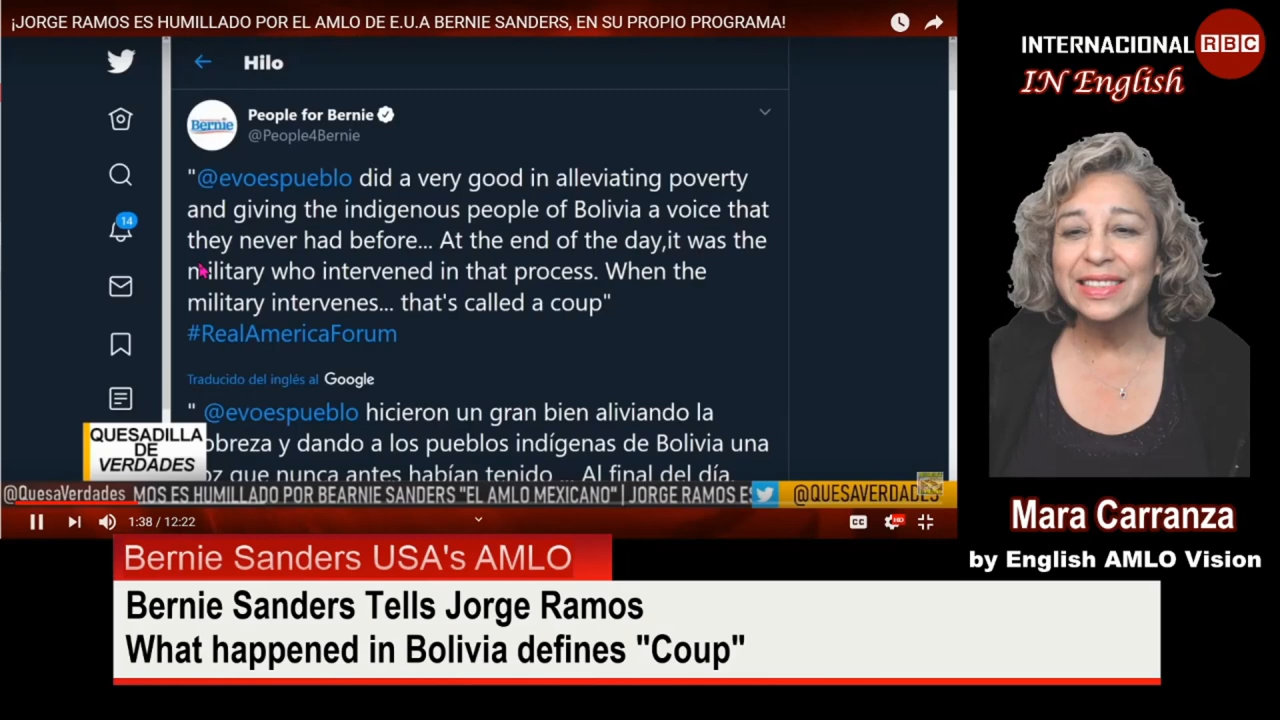 ¡JORGE RAMOS ES HUMILLADO POR EL AMLO DE E.U.A BERNIE SANDERS, EN SU PROPIO PROGRAMA!
INTERNACIONAL RBC
IN English
Hilo
People for Bernie
@People4Bernie
Bernie
"@evoespueblo did a very good in alleviating poverty
and giving the indigenous people of Bolivia a voice that
they never had before... At the end of the day,it was the
military who intervened in that process. When the
military intervenes... that's called a coup"
#RealAmericaForum
14
Traducido del inglés al Google
" @evoespueblo hicieron un gran bien aliviando la
obreza y dando a los pueblos indígenas de Bolivia una
oz que nunca antes habían tenido ... Al final del día,
QUESADILLA
DE
VERDADES
@QuesaVerdades MOS ES HUMILLADO POR BEARNIE SANDERS "EL AMLO MEXICANO" | JORGE RAMOS ES @QUESAVERDADES
1:38 / 12:22
CC
HD
Mara Carranza
by English AMLO Vision
Bernie Sanders USA's AMLO
Bernie Sanders Tells Jorge Ramos
What happened in Bolivia defines "Coup"